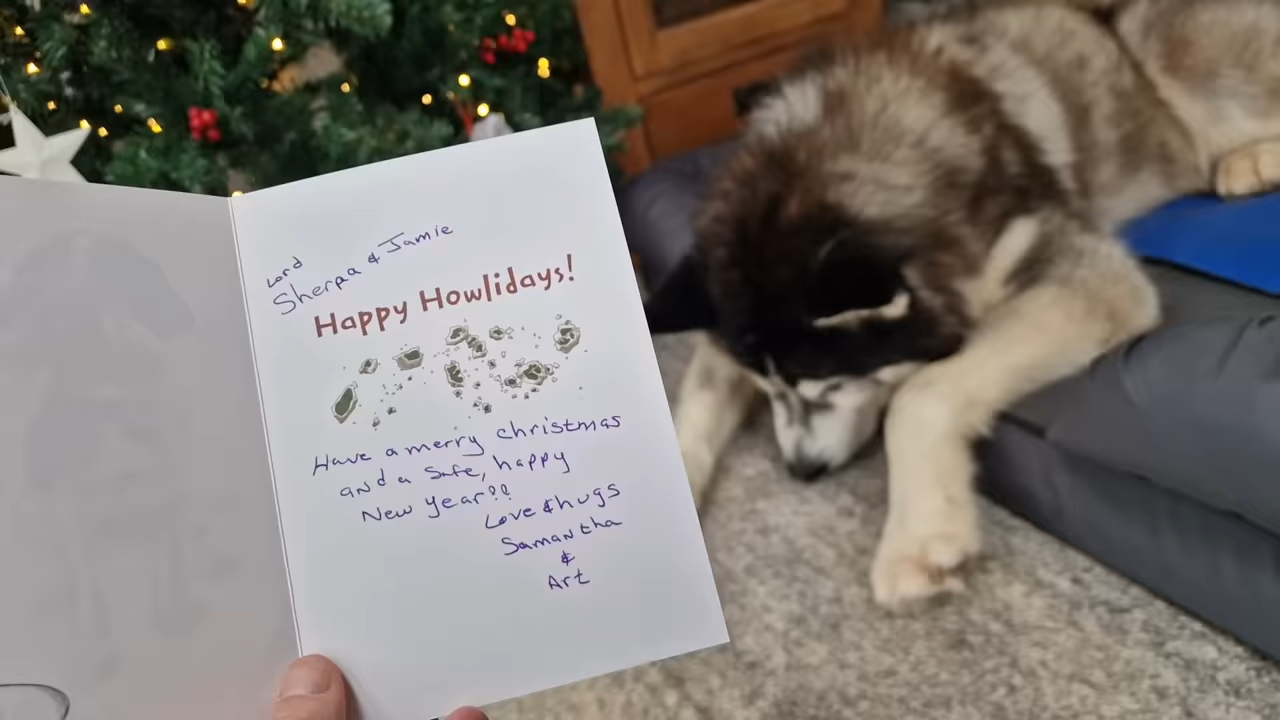 Lord
Sherpa & Jamie
Happy Howlidays!
Have a merry christmas
and a safe, happy
New year!!
Love & hugs
Samantha
&
Art